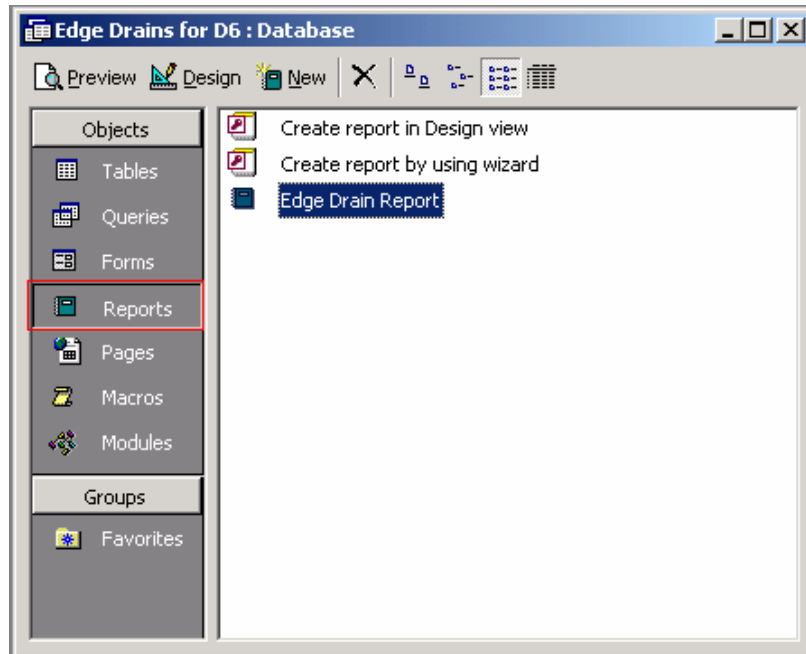 Edge Drains for D6 : Database
Preview Design New
Objects
Tables
Queries
Forms
Reports
Pages
Macros
Modules
Groups
Favorites
Create report in Design view
Create report by using wizard
Edge Drain Report